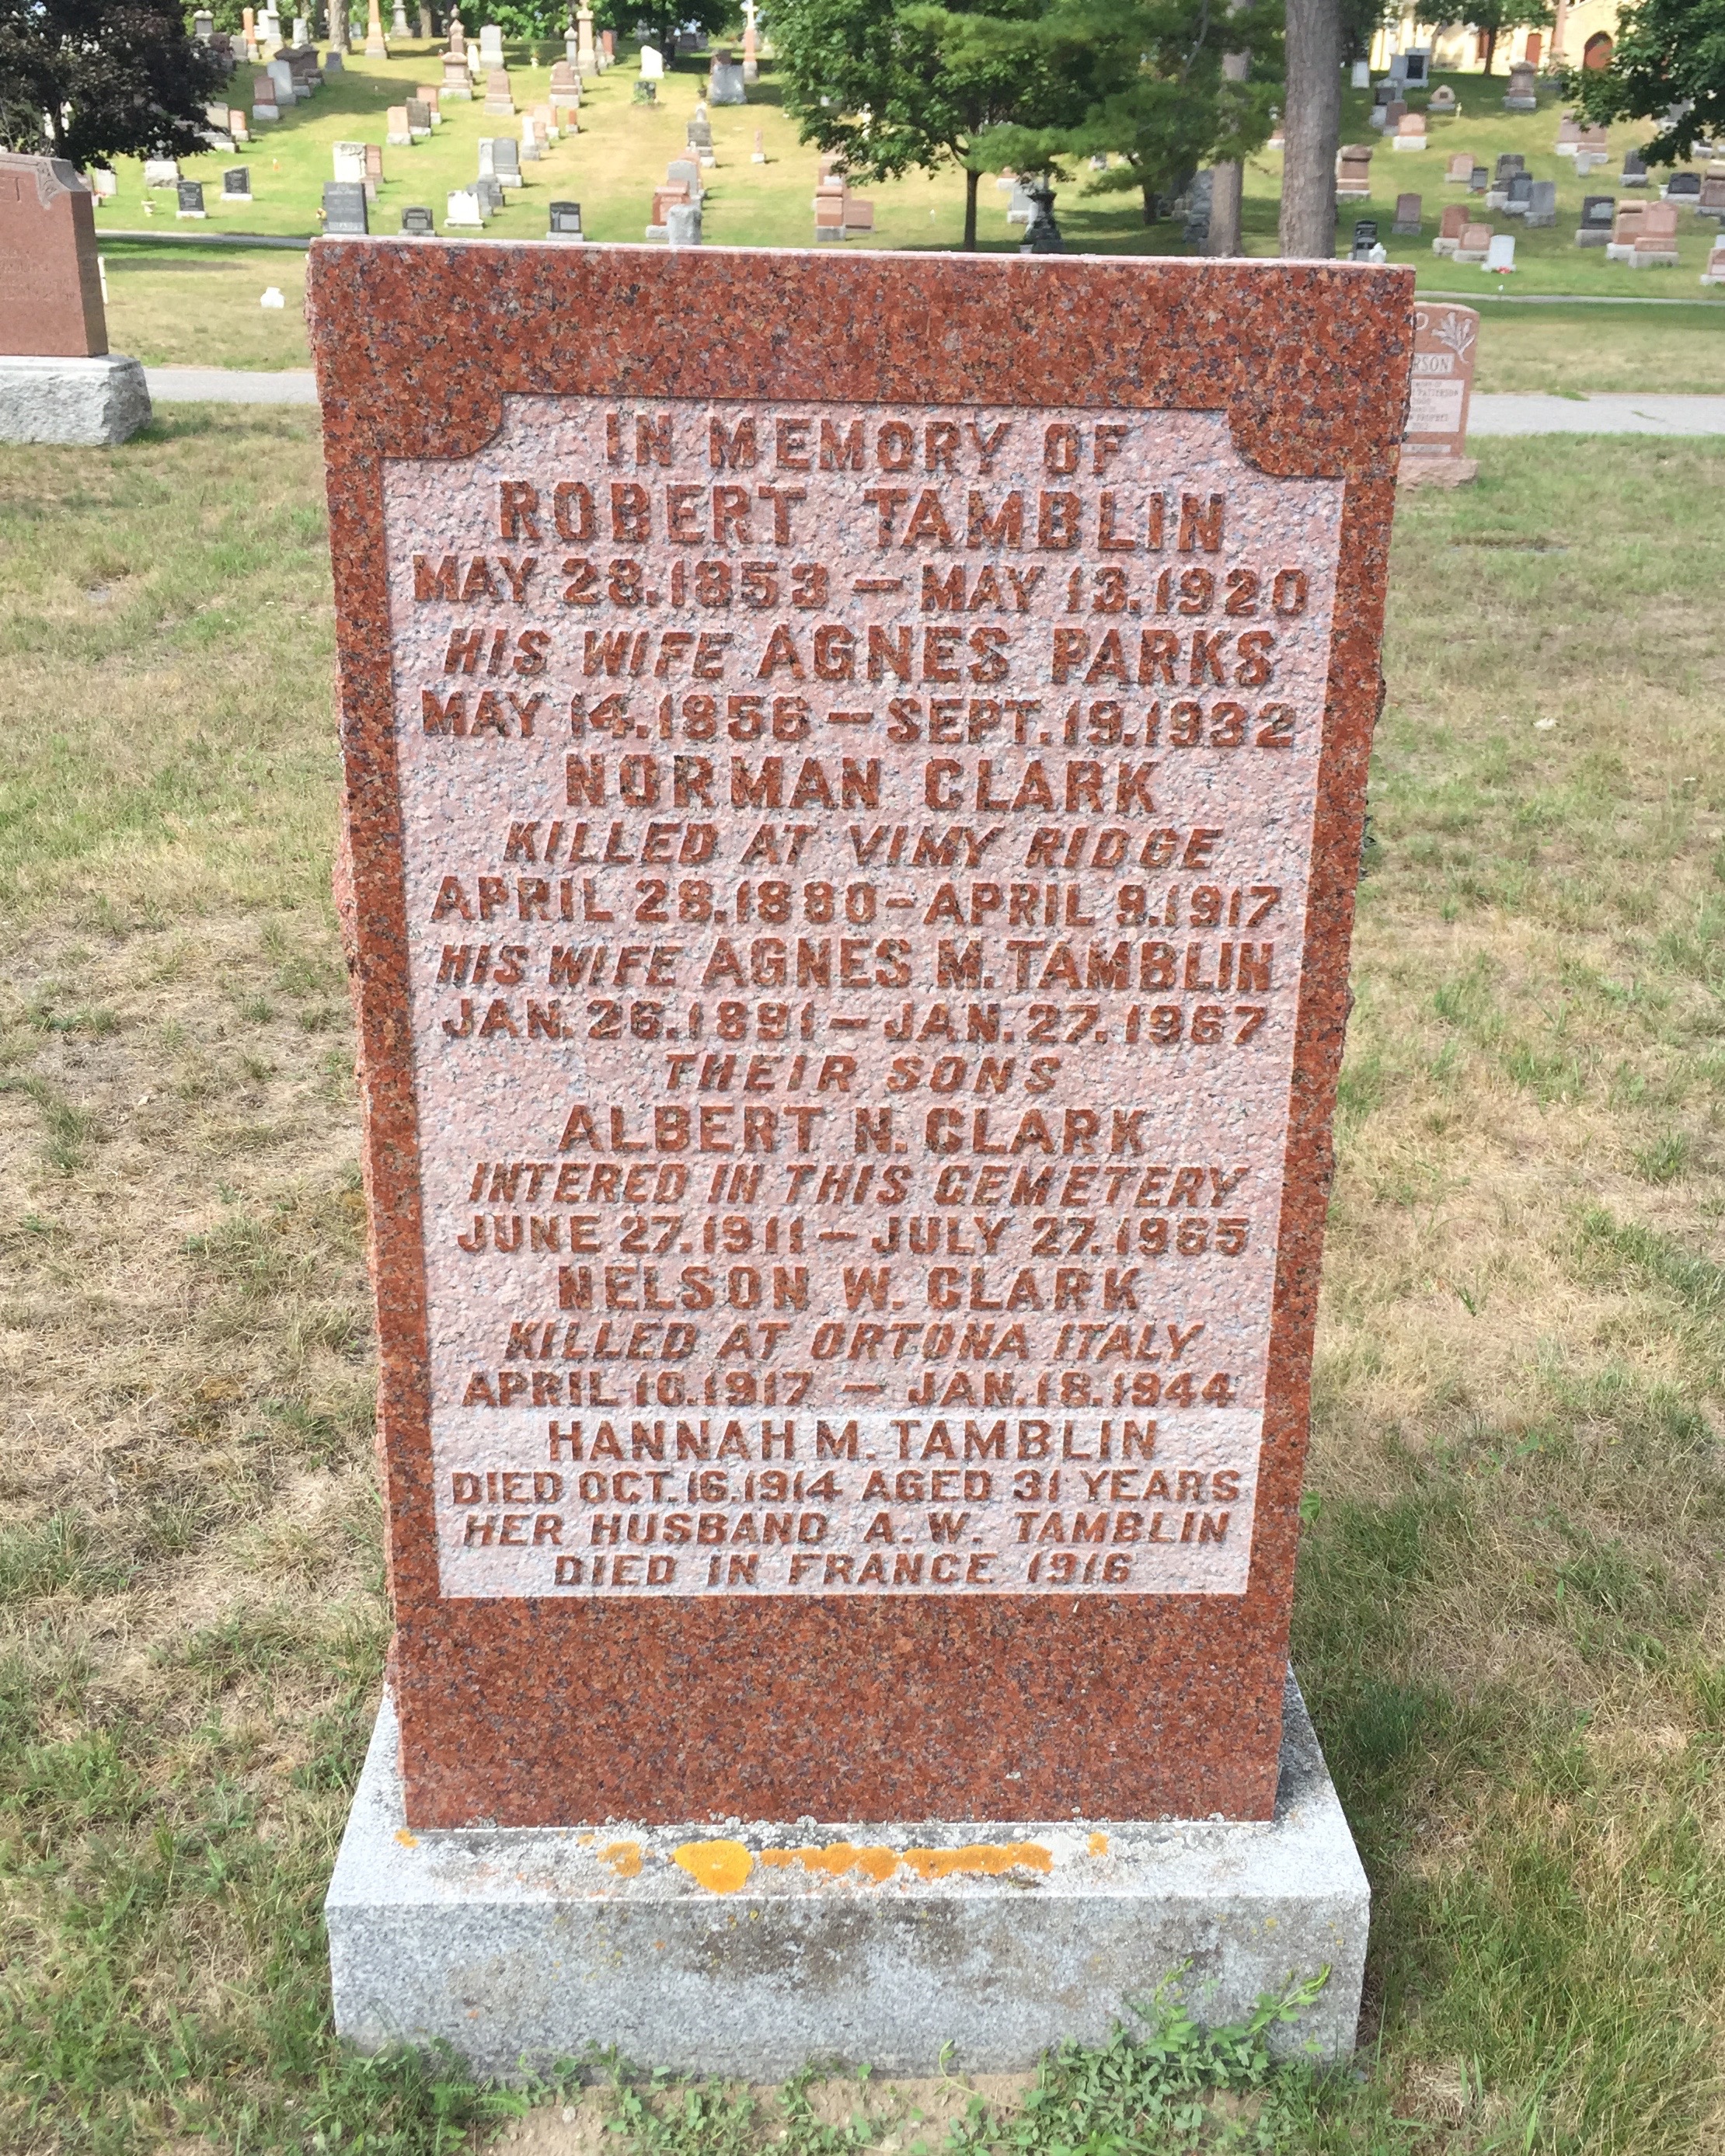 IN MEMORY OF
ROBERT TAMBLIN
MAY 28.1853 – MAY 13.1920
HIS WIFE AGNES PARKS
MAY 14.1856 – SEPT.19.1932
NORMAN CLARK
KILLED AT VIMY RIDGE
APRIL 28.1880 – APRIL 9.1917
HIS WIFE AGNES M. TAMBLIN
JAN. 26.1891 – JAN. 27.1967
THEIR SONS
ALBERT N. CLARK
INTERED IN THIS CEMETERY
JUNE 27.1911 – JULY 27.1965
NELSON W. CLARK
KILLED AT ORTONA ITALY
APRIL 10.1917 – JAN.18.1944
HANNAH M. TAMBLIN
DIED OCT.16.1914 AGED 31 YEARS
HER HUSBAND A. W. TAMBLIN
DIED IN FRANCE 1916
RSON